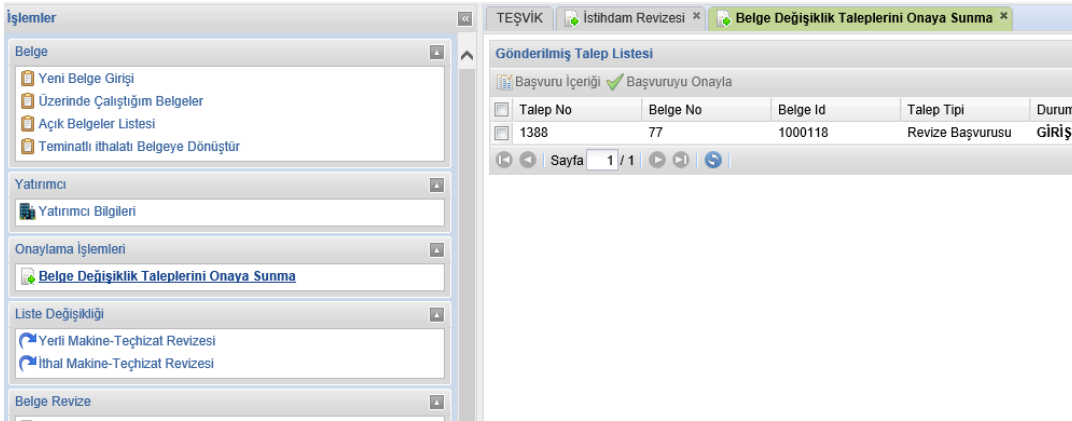 İşlemler
Belge
Yeni Belge Girişi
Üzerinde Çalıştığım Belgeler
Açık Belgeler Listesi
Teminatlı ithalatı Belgeye Dönüştür
Yatırımcı
Yatırımcı Bilgileri
Onaylama İşlemleri
Belge Değişiklik Taleplerini Onaya Sunma
Liste Değişikliği
Yerli Makine-Teçhizat Revizesi
İthal Makine-Teçhizat Revizesi
Belge Revize
TEŞVİK İstihdam Revizesi Belge Değişiklik Taleplerini Onaya Sunma
Gönderilmiş Talep Listesi
Başvuru İçeriği Başvuruyu Onayla
Talep No Belge No Belge Id Talep Tipi Durum
1388 77 1000118 Revize Başvurusu GİRİŞ
Sayfa 1 / 1